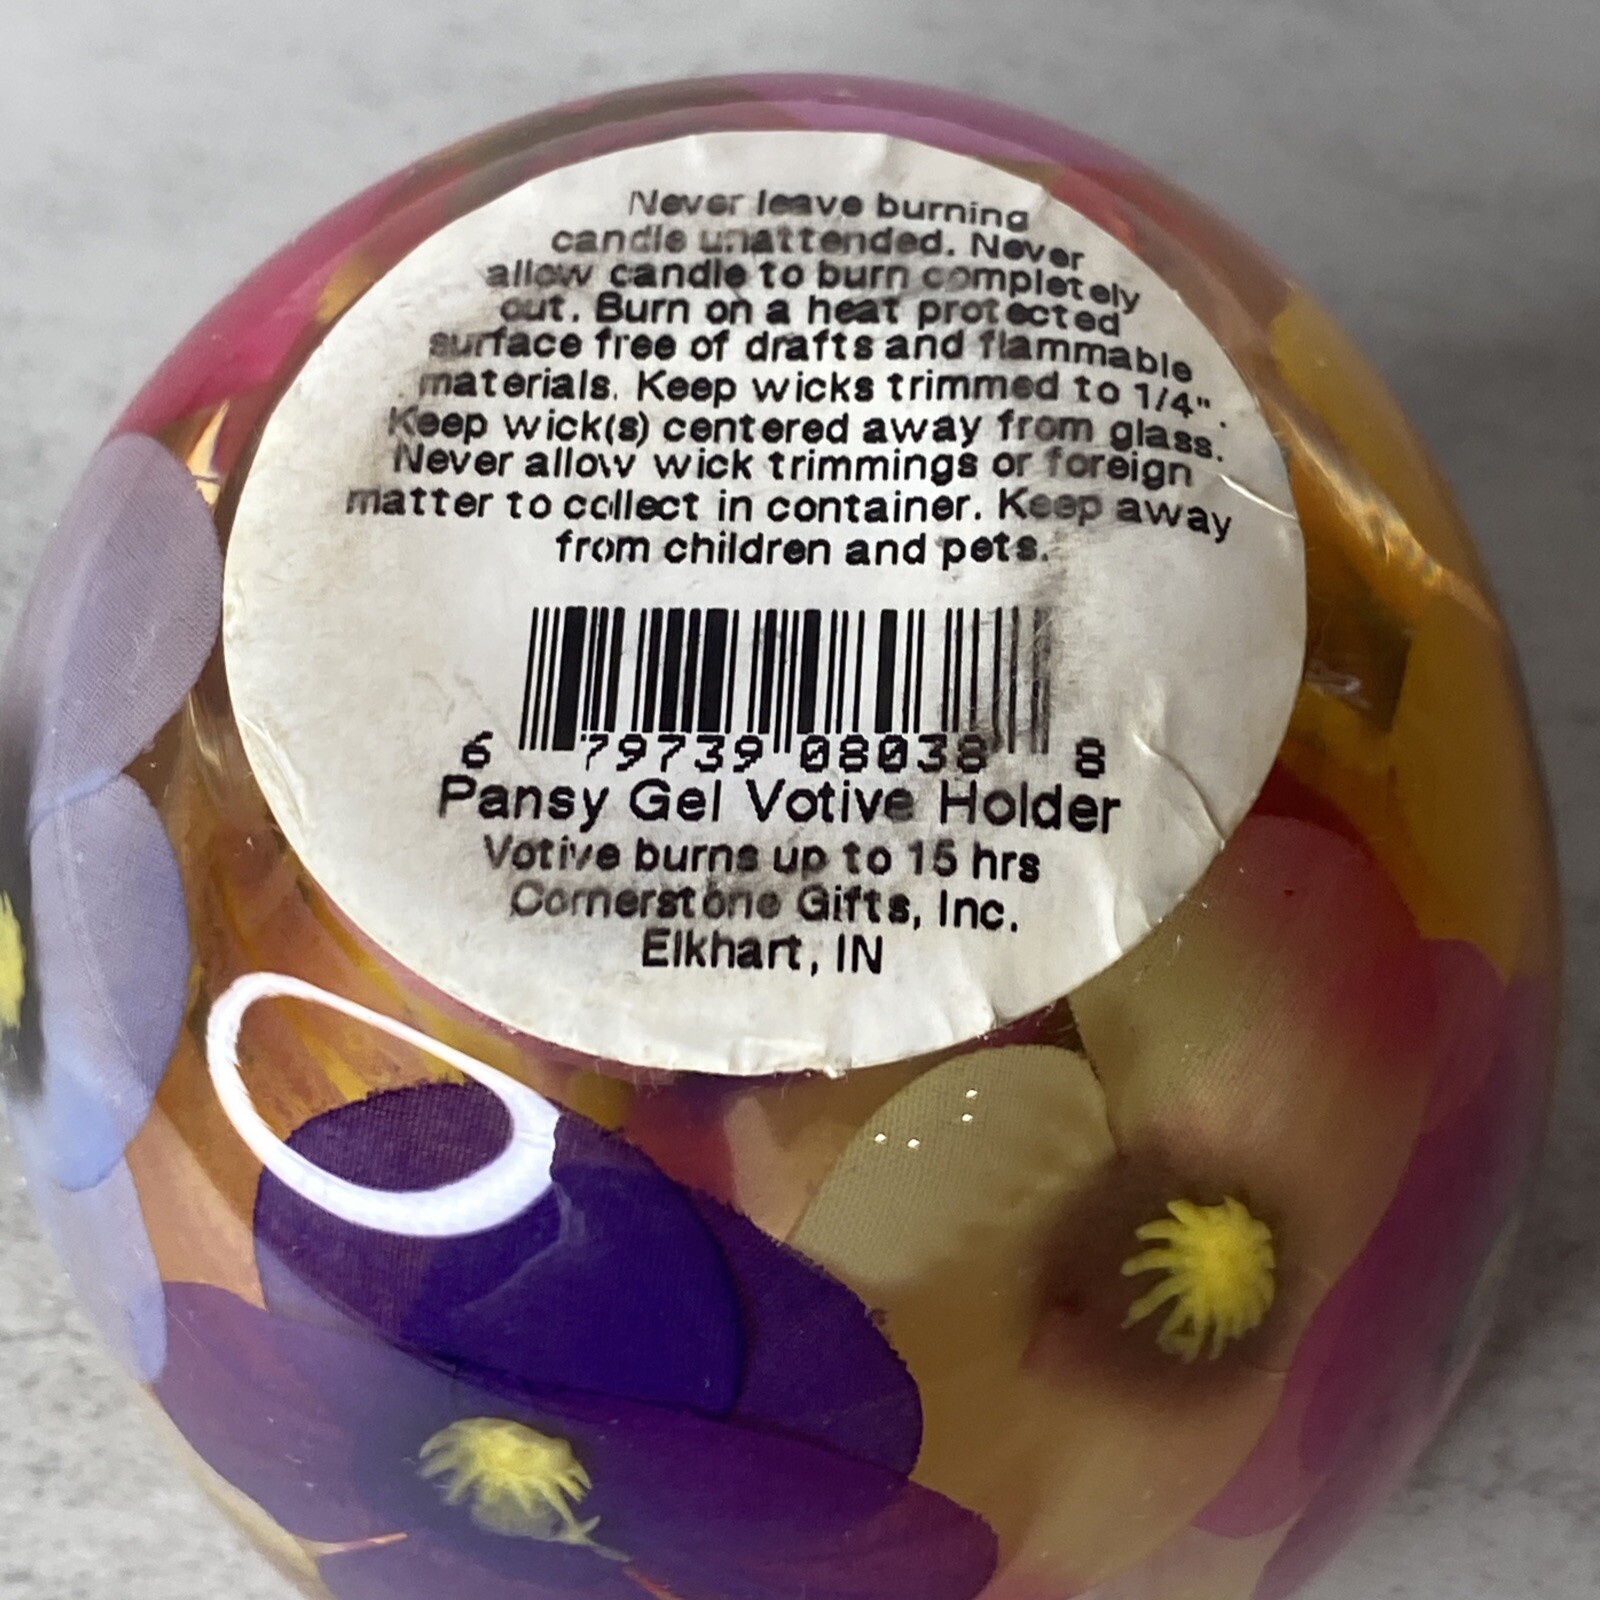 Never leave burning
candle unattended. Never
allow candle to burn completely
out. Burn on a heat protected
surface free of drafts and flammable
materials. Keep wicks trimmed to 1/4".
Keep wick(s) centered away from glass.
Never allow wick trimmings or foreign
matter to collect in container. Keep away
from children and pets.
6 79739 08038 8
Pansy Gel Votive Holder
Votive burns up to 15 hrs
Cornerstone Gifts, Inc.
Elkhart, IN